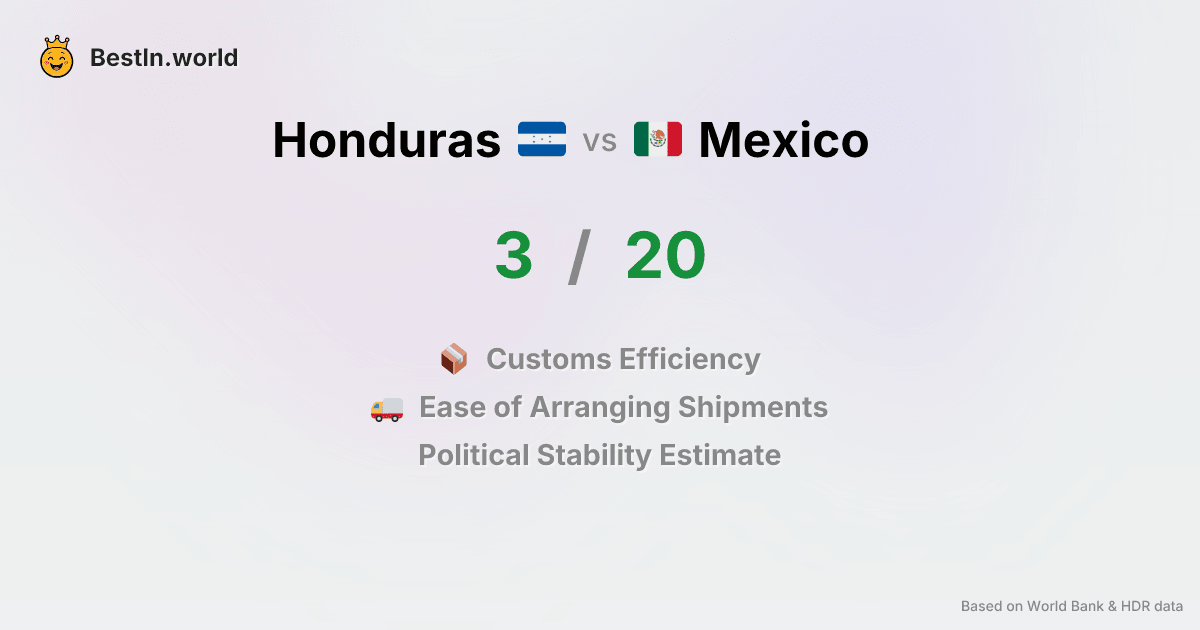 BestIn.world
Honduras vs Mexico
3 / 20
Customs Efficiency
Ease of Arranging Shipments
Political Stability Estimate
Based on World Bank & HDR data